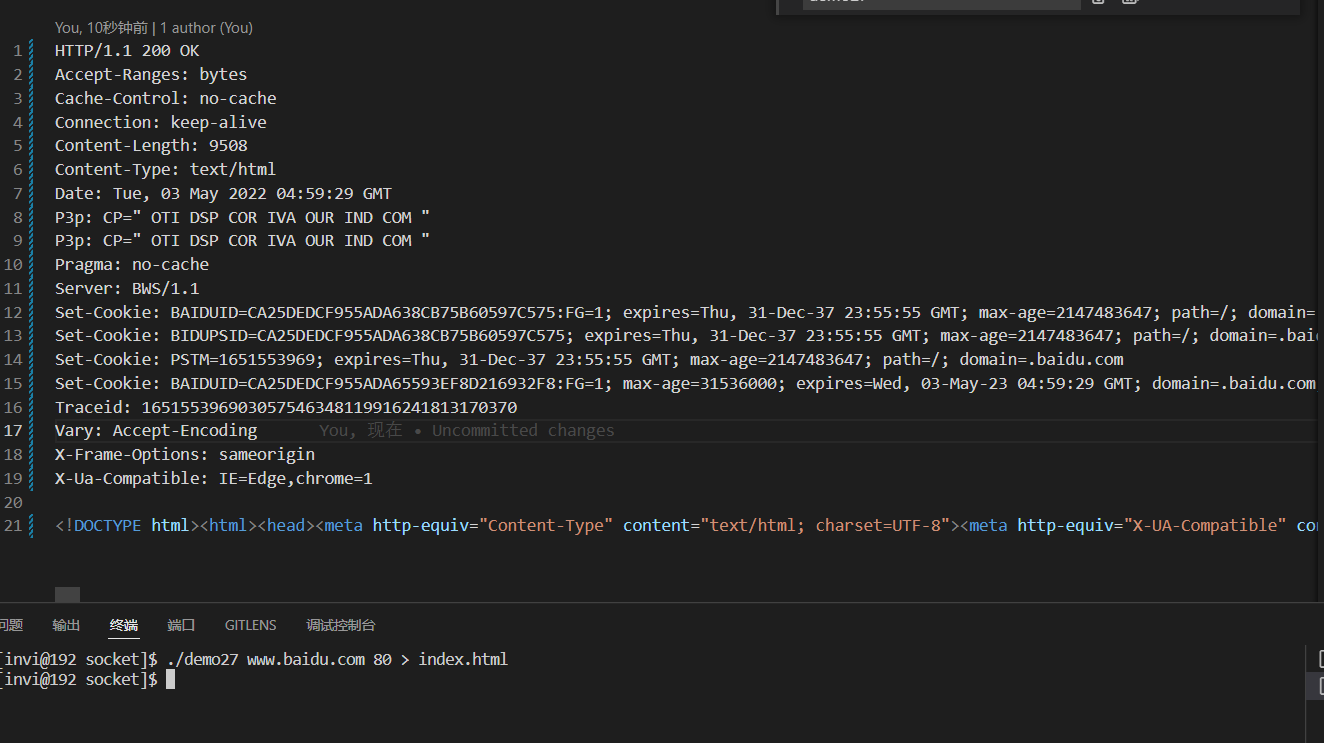 You, 10秒钟前 | 1 author (You)
1 HTTP/1.1 200 OK
2 Accept-Ranges: bytes
3 Cache-Control: no-cache
4 Connection: keep-alive
5 Content-Length: 9508
6 Content-Type: text/html
7 Date: Tue, 03 May 2022 04:59:29 GMT
8 P3p: CP=" OTI DSP COR IVA OUR IND COM "
9 P3p: CP=" OTI DSP COR IVA OUR IND COM "
10 Pragma: no-cache
11 Server: BWS/1.1
12 Set-Cookie: BAIDUID=CA25DEDCF955ADA638CB75B60597C575:FG=1; expires=Thu, 31-Dec-37 23:55:55 GMT; max-age=2147483647; path=/; domain=
13 Set-Cookie: BIDUPSID=CA25DEDCF955ADA638CB75B60597C575; expires=Thu, 31-Dec-37 23:55:55 GMT; max-age=2147483647; path=/; domain=.bai
14 Set-Cookie: PSTM=1651553969; expires=Thu, 31-Dec-37 23:55:55 GMT; max-age=2147483647; path=/; domain=.baidu.com
15 Set-Cookie: BAIDUID=CA25DEDCF955ADA65593EF8D216932F8:FG=1; max-age=31536000; expires=Wed, 03-May-23 04:59:29 GMT; domain=.baidu.com
16 Traceid: 1651553969030575463481199162418131​70370
17 Vary: Accept-Encoding You, 现在 • Uncommitted changes
18 X-Frame-Options: sameorigin
19 X-Ua-Compatible: IE=Edge,chrome=1
20
21 <!DOCTYPE html><html><head><meta http-equiv="Content-Type" content="text/html; charset=UTF-8"><meta http-equiv="X-UA-Compatible" co
问题 输出 终端 端口 GITLENS 调试控制台
[invi@192 socket]$ ./demo27 www.baidu.com 80 > index.html
[invi@192 socket]$